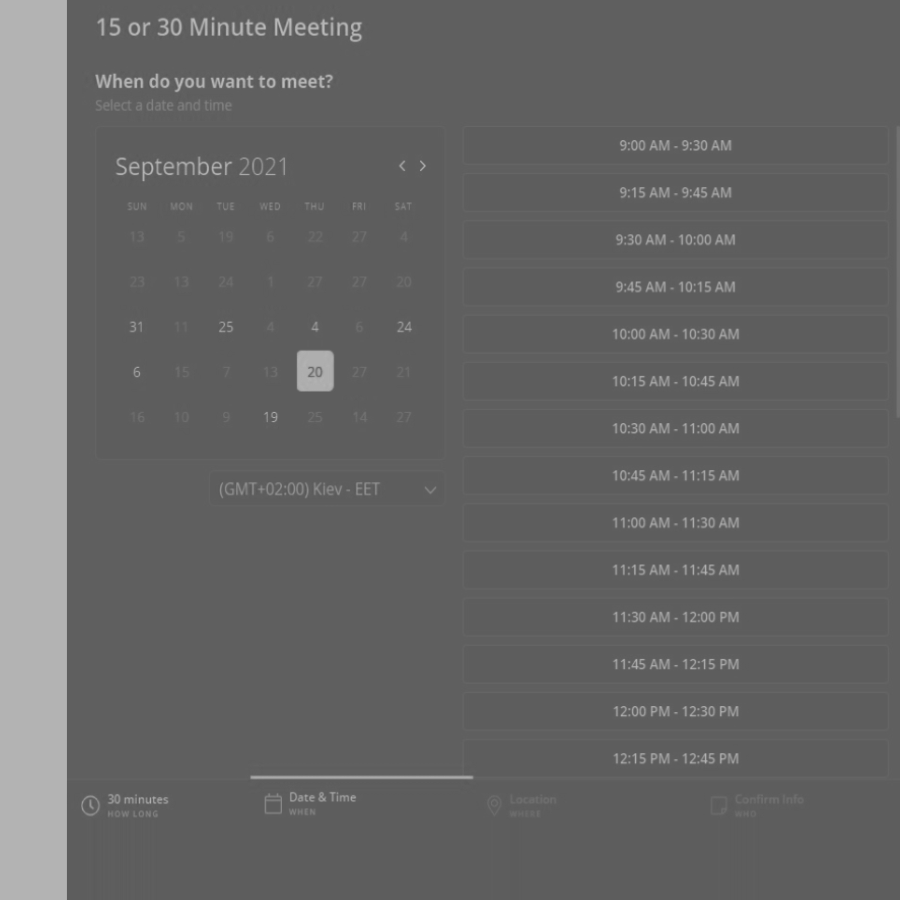 15 or 30 Minute Meeting
When do you want to meet?
Select a date and time
September 2021
SUN MON TUE WED THU FRI SAT
13 5 19 6 22 27 4
23 13 24 1 27 27 20
31 11 25 4 4 6 24
6 15 7 13 20 27 21
16 10 9 19 25 14 27
(GMT+02:00) Kiev - EET
9:00 AM - 9:30 AM
9:15 AM - 9:45 AM
9:30 AM - 10:00 AM
9:45 AM - 10:15 AM
10:00 AM - 10:30 AM
10:15 AM - 10:45 AM
10:30 AM - 11:00 AM
10:45 AM - 11:15 AM
11:00 AM - 11:30 AM
11:15 AM - 11:45 AM
11:30 AM - 12:00 PM
11:45 AM - 12:15 PM
12:00 PM - 12:30 PM
12:15 PM - 12:45 PM
30 minutes
HOW LONG
Date & Time
WHEN
Location
WHERE
Confirm Info
WHO